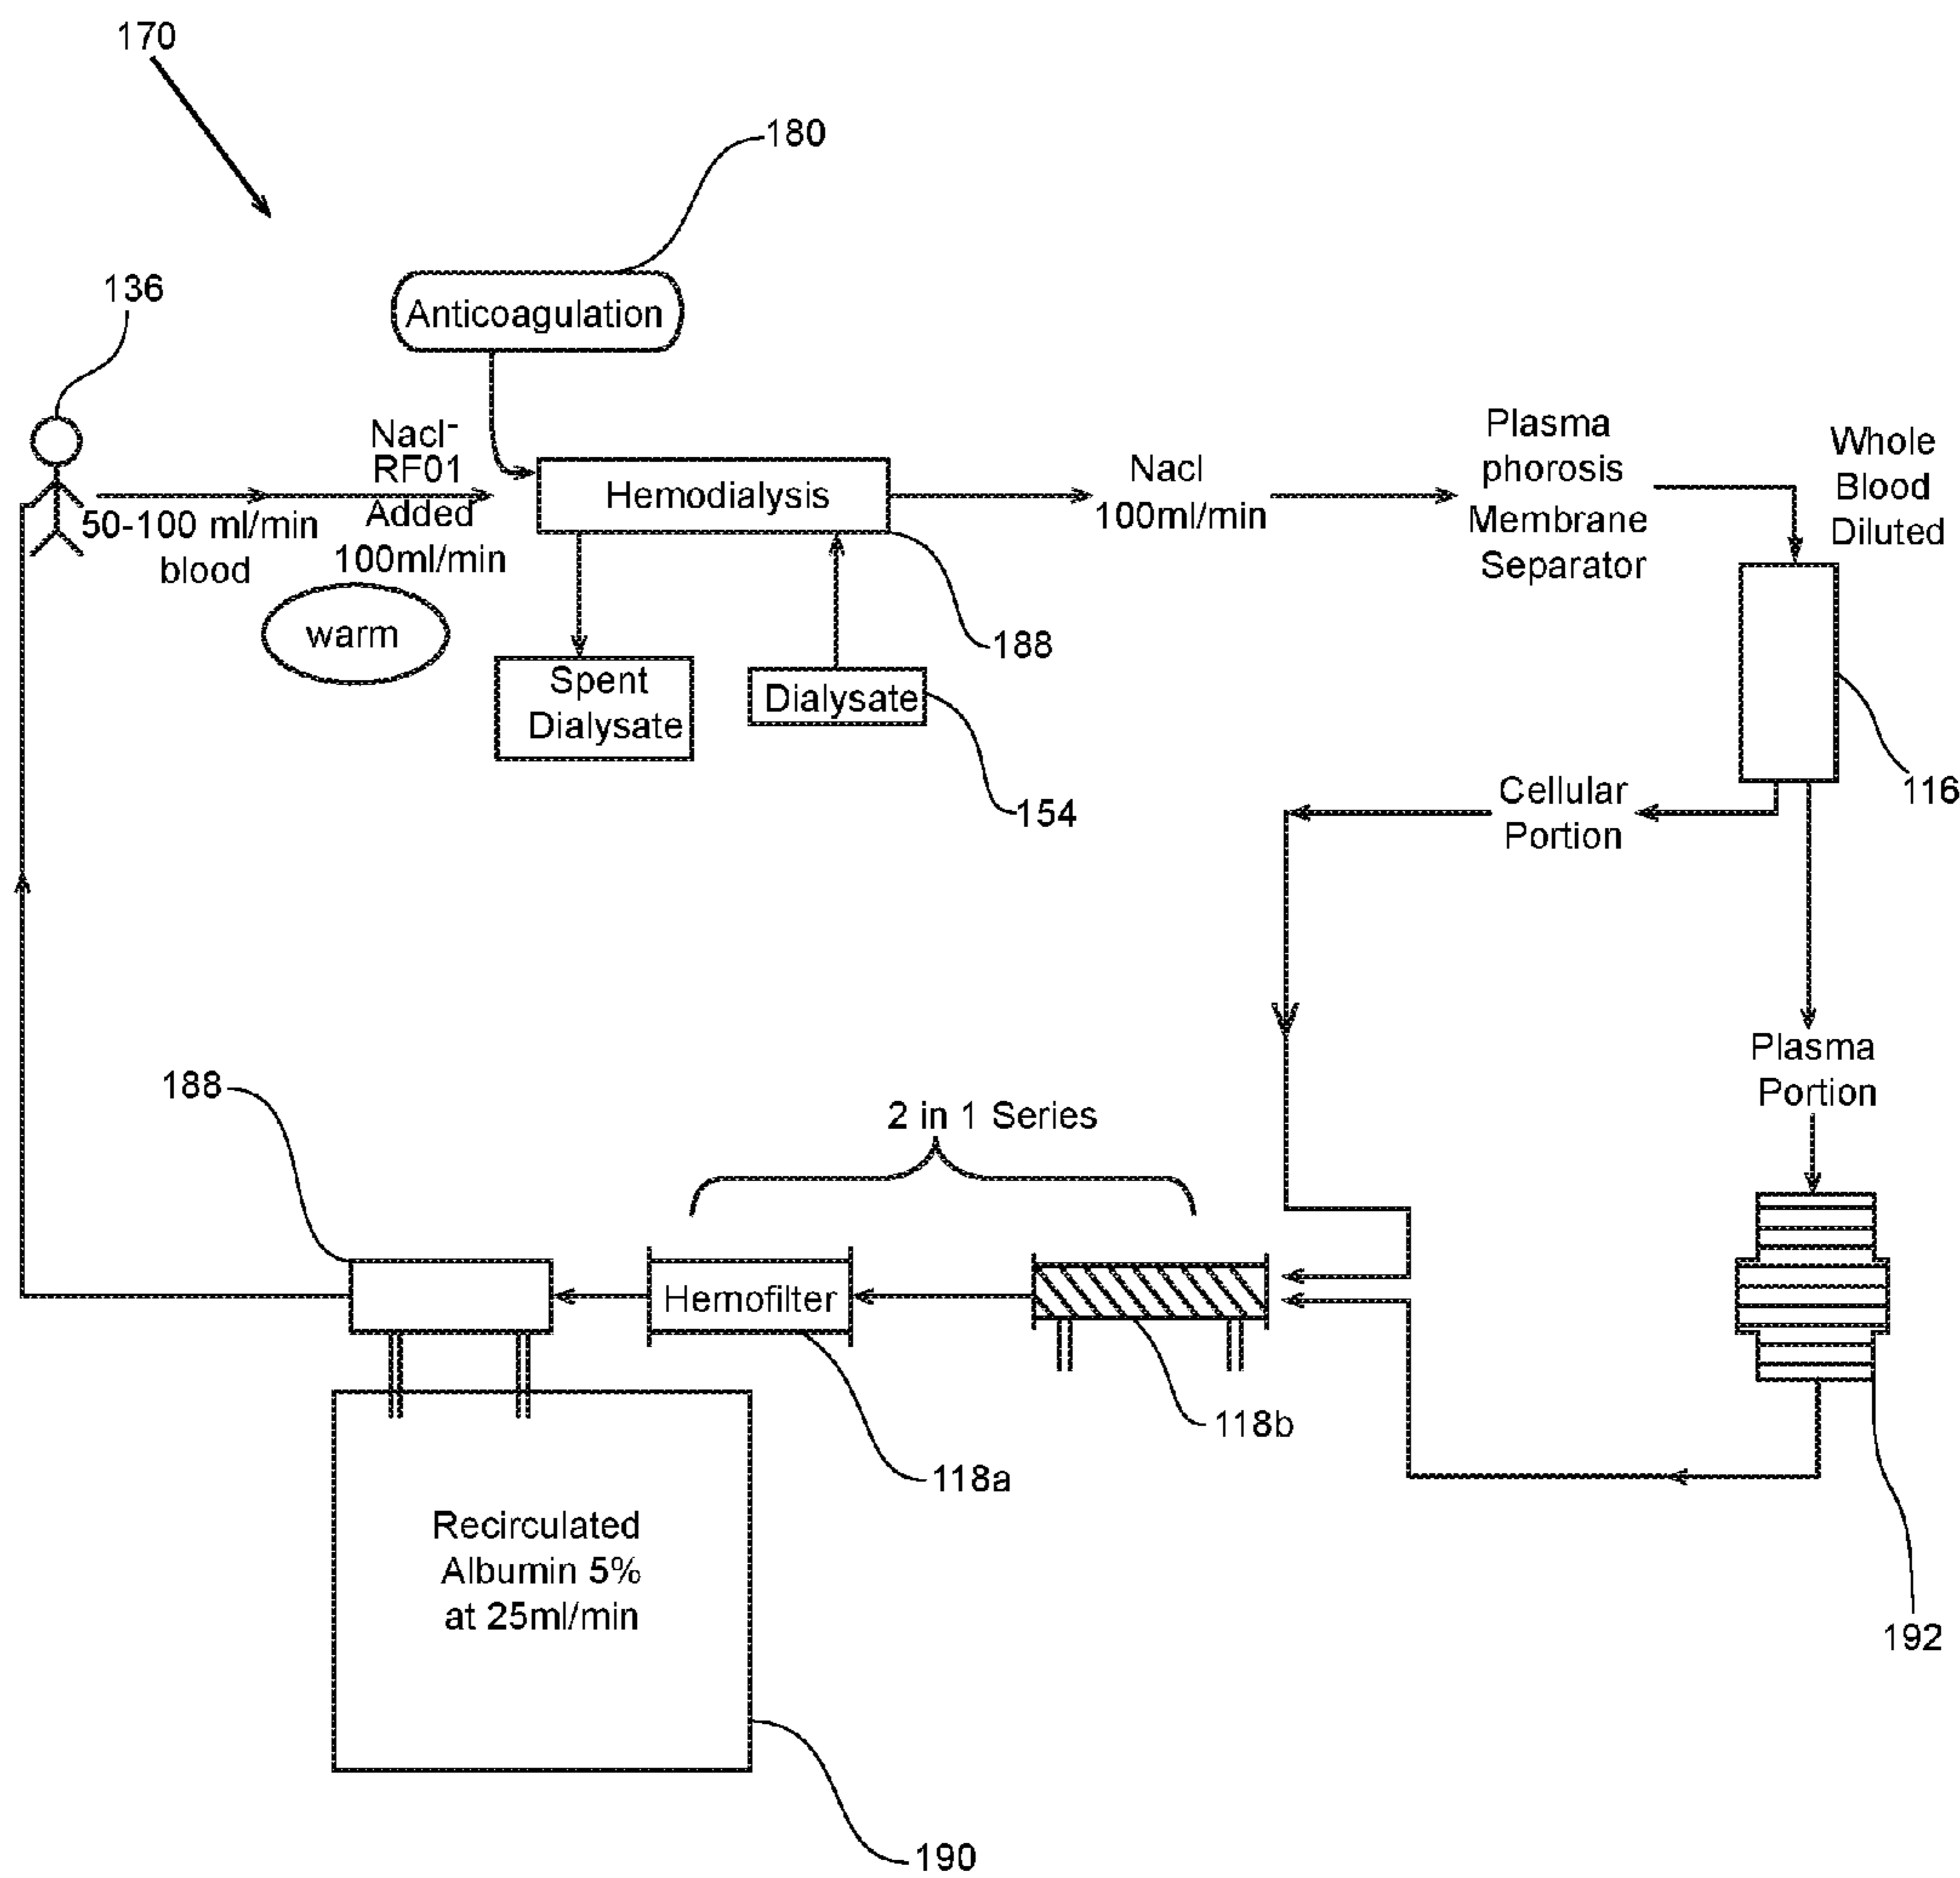 170
180
Anticoagulation
136
Nacl-
RF01
Added
100ml/min
50-100 ml/min
blood
warm
Hemodialysis
188
Spent
Dialysate
Dialysate
154
Nacl
100ml/min
Plasma
phorosis
Membrane
Separator
Whole
Blood
Diluted
116
Cellular
Portion
Plasma
Portion
188
2 in 1 Series
Hemofilter
118b
118a
Recirculated
Albumin 5%
at 25ml/min
192
190